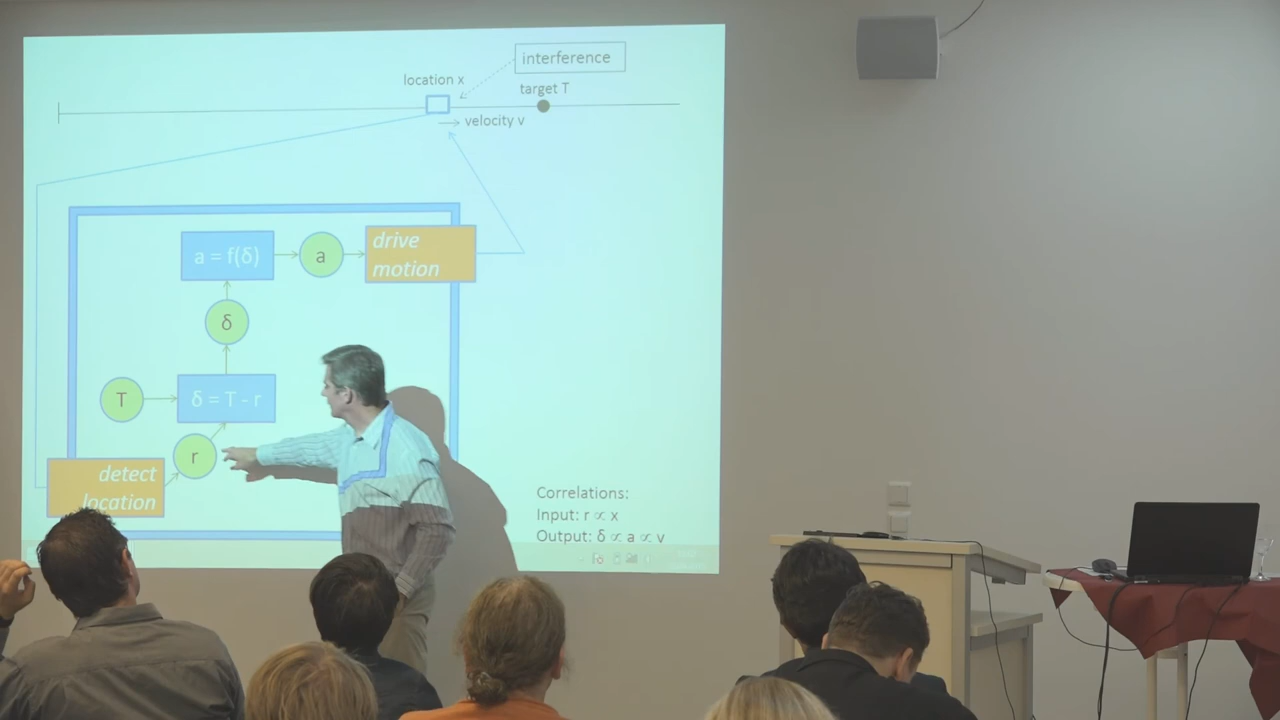 interference
location x
target T
velocity v
a = f(δ)
a
drive
motion
δ
T
δ = T - r
r
detect
location
Correlations:
Input: r ∝ x
Output: δ ∝ a ∝ v